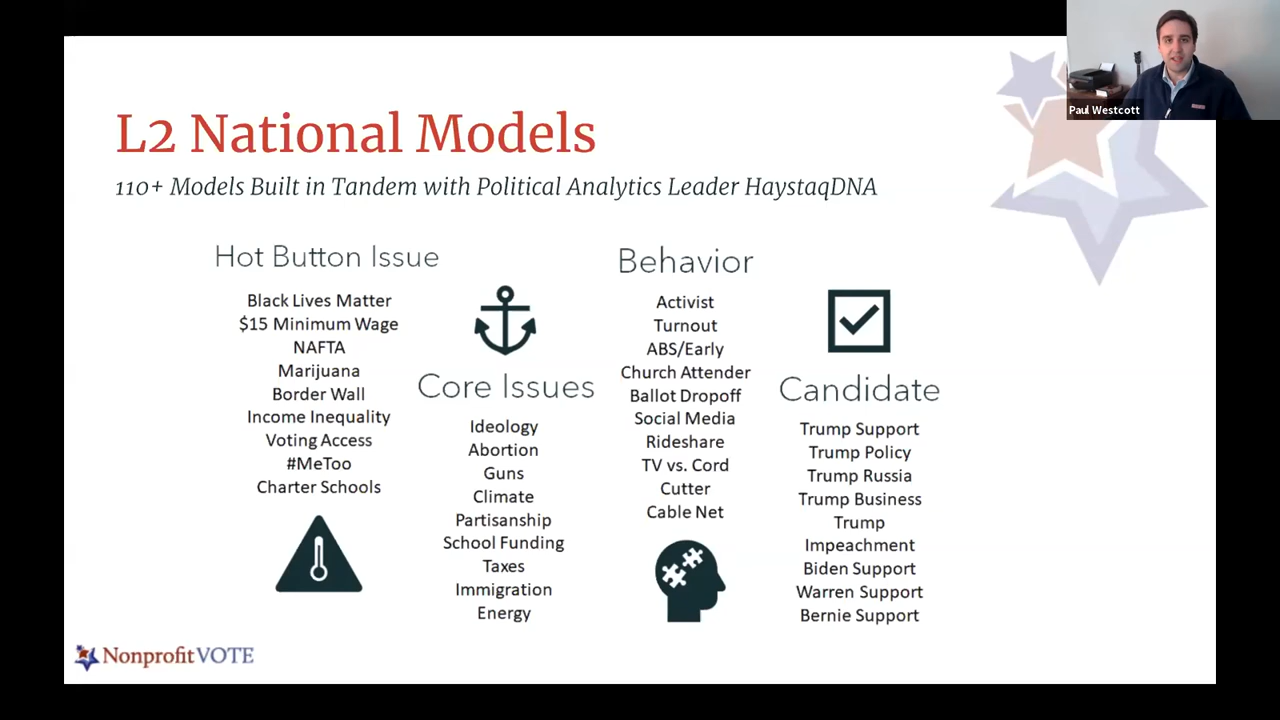 Paul Westcott
L2 National Models
110+ Models Built in Tandem with Political Analytics Leader HaystaqDNA
Hot Button Issue
Black Lives Matter
$15 Minimum Wage
NAFTA
Marijuana
Border Wall
Income Inequality
Voting Access
#MeToo
Charter Schools
Core Issues
Ideology
Abortion
Guns
Climate
Partisanship
School Funding
Taxes
Immigration
Energy
Behavior
Activist
Turnout
ABS/Early
Church Attender
Ballot Dropoff
Social Media
Rideshare
TV vs. Cord
Cutter
Cable Net
Candidate
Trump Support
Trump Policy
Trump Russia
Trump Business
Trump
Impeachment
Biden Support
Warren Support
Bernie Support
NonprofitVOTE